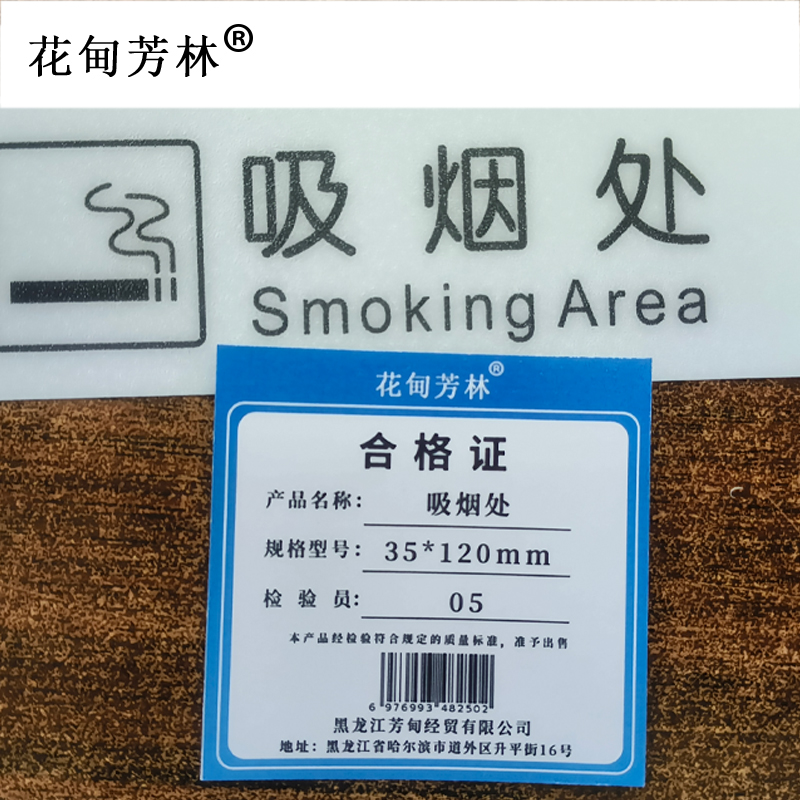 花甸芳林®
吸烟处
Smoking Area
花甸芳林®
合格证
产品名称： 吸烟处
规格型号： 35*120mm
检验员： 05
本产品经检验符合规定的质量标准，准予出售
6 976993 482502
黑龙江芳甸经贸有限公司
地址：黑龙江省哈尔滨市道外区升平街16号